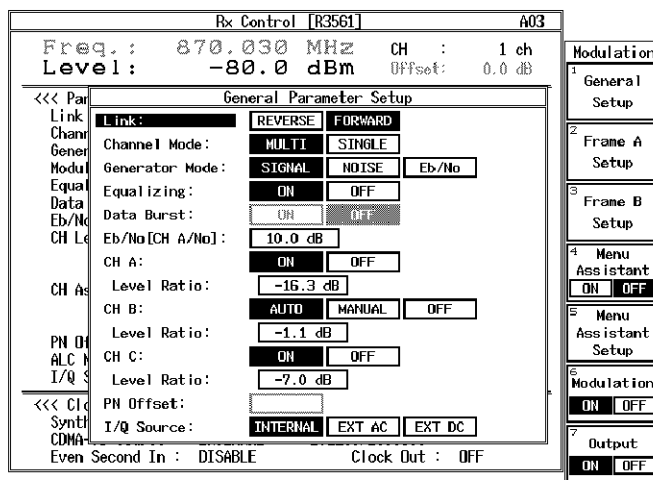 Rx Control [R3561] A03
Freq.: 870.030 MHz CH : 1 ch
Level: -80.0 dBm Offset: 0.0 dB
<<< Par
Link
Chann
Gener
Modul
Equal
Data
Eb/No
CH Le
CH As
PN Of
ALC M
I/Q S
<<< Clo
Synth
CDMA-
Even Second In : DISABLE Clock Out : OFF
General Parameter Setup
Link: REVERSE FORWARD
Channel Mode: MULTI SINGLE
Generator Mode: SIGNAL NOISE Eb/No
Equalizing: ON OFF
Data Burst: ON OFF
Eb/No[CH A/No]: 10.0 dB
CH A: ON OFF
Level Ratio: -16.3 dB
CH B: AUTO MANUAL OFF
Level Ratio: -1.1 dB
CH C: ON OFF
Level Ratio: -7.0 dB
PN Offset:
I/Q Source: INTERNAL EXT AC EXT DC
Modulation
1 General
Setup
2 Frame A
Setup
3 Frame B
Setup
4 Menu
Assistant
ON OFF
5 Menu
Assistant
Setup
6
Modulation
ON OFF
7
Output
ON OFF